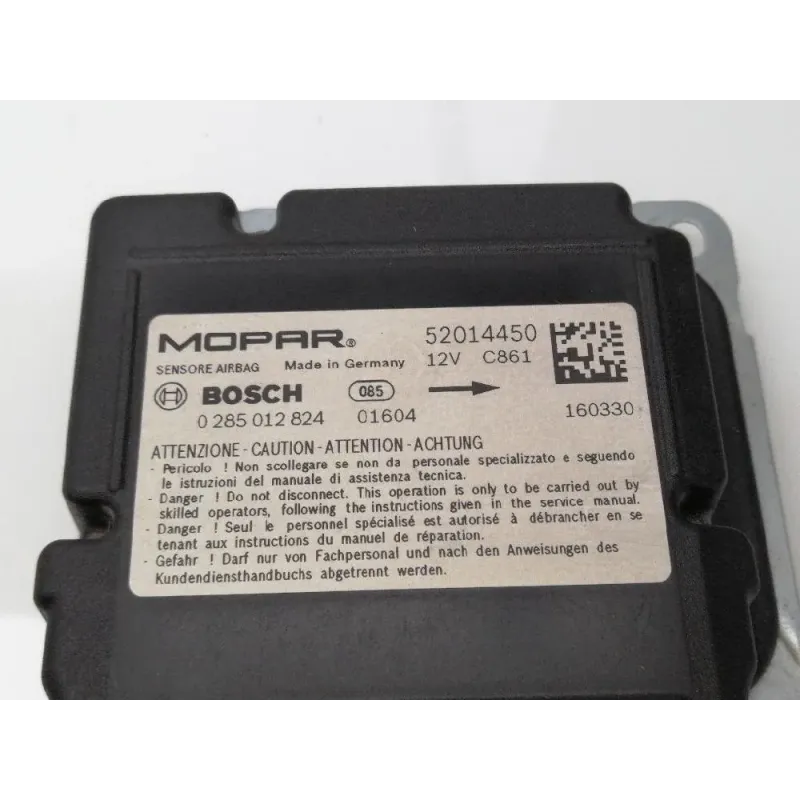 MOPAR® 52014450
SENSORE AIRBAG Made in Germany 12V C861
BOSCH 085
0 285 012 824 01604 160330
ATTENZIONE - CAUTION - ATTENTION - ACHTUNG
- Pericolo ! Non scollegare se non da personale specializzato e seguendo
le istruzioni del manuale di assistenza tecnica.
- Danger ! Do not disconnect. This operation is only to be carried out by
skilled operators, following the instructions given in the service manual.
- Danger ! Seul le personnel spécialisé est autorisé à débrancher en se
tenant aux instructions du manuel de réparation.
- Gefahr ! Darf nur von Fachpersonal und nach den Anweisungen des
Kundendiensthandbuchs abgetrennt werden.